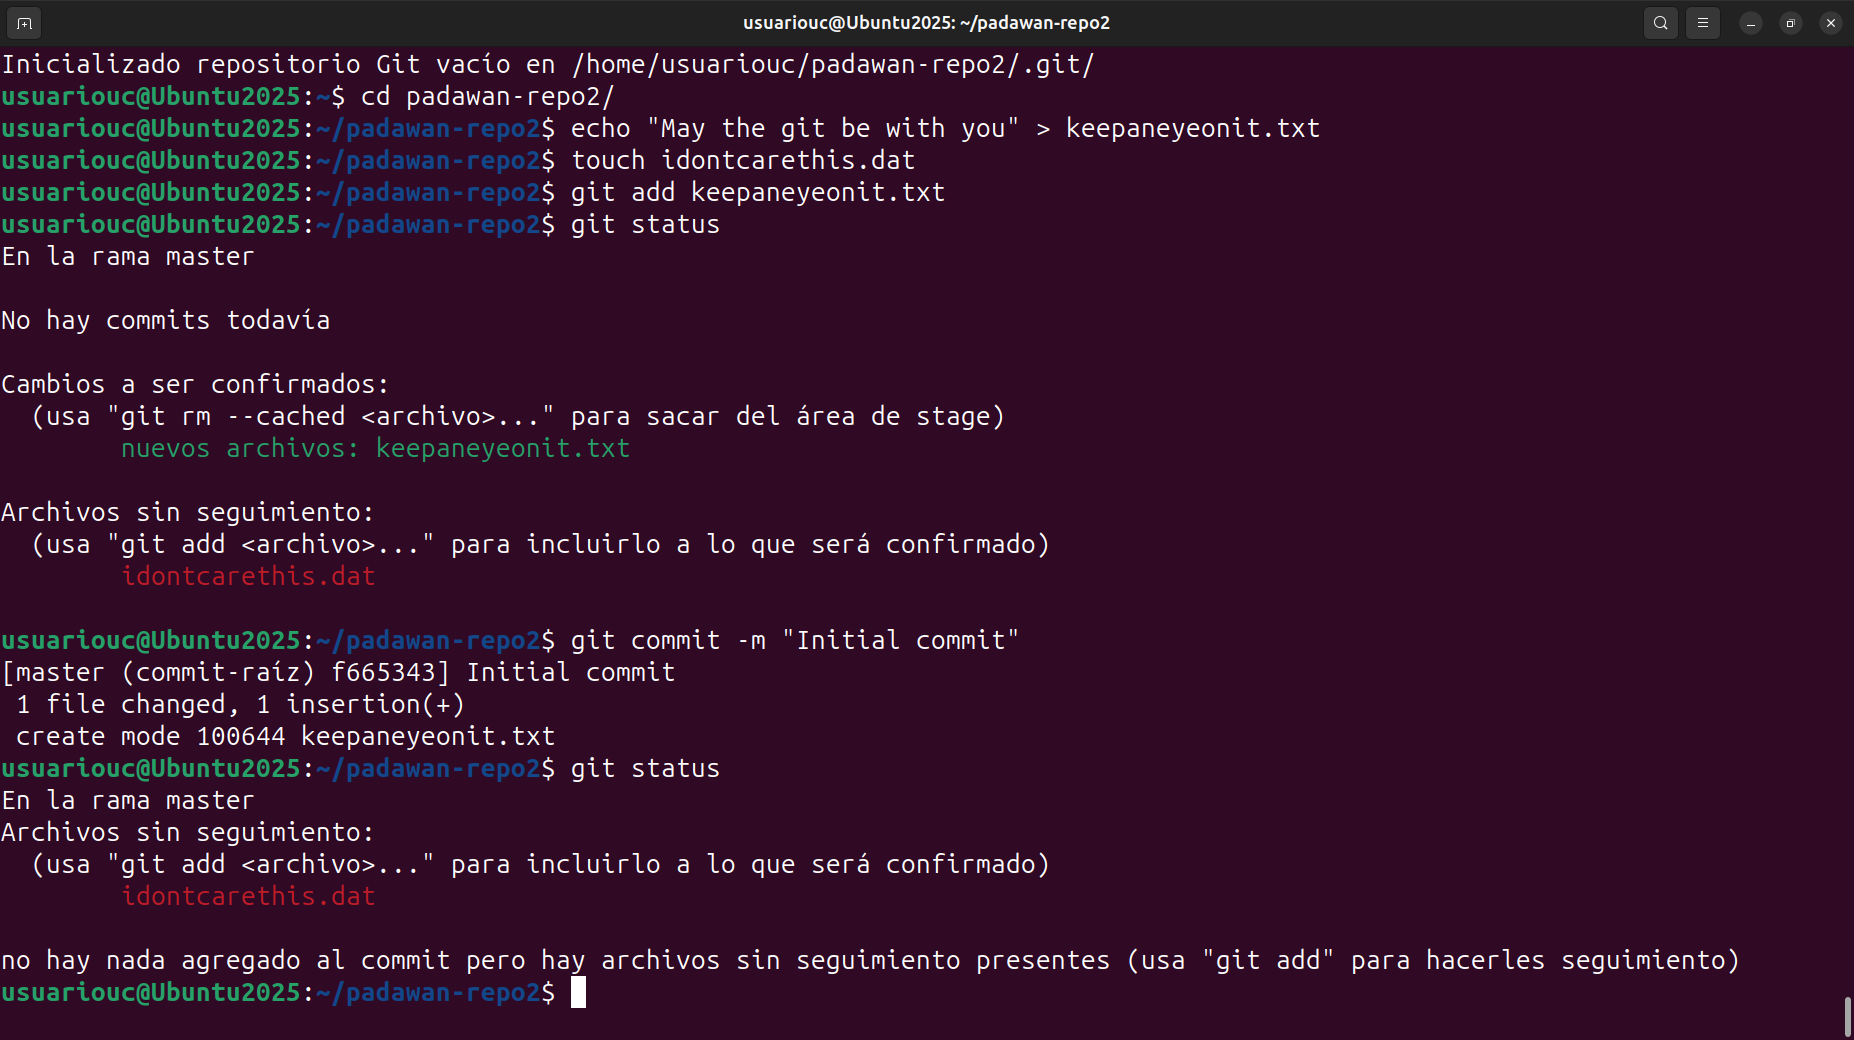 usuariouc@Ubuntu2025: ~/padawan-repo2
Inicializado repositorio Git vacío en /home/usuariouc/padawan-repo2/.git/
usuariouc@Ubuntu2025:~$ cd padawan-repo2/
usuariouc@Ubuntu2025:~/padawan-repo2$ echo "May the git be with you" > keepaneyeonit.txt
usuariouc@Ubuntu2025:~/padawan-repo2$ touch idontcarethis.dat
usuariouc@Ubuntu2025:~/padawan-repo2$ git add keepaneyeonit.txt
usuariouc@Ubuntu2025:~/padawan-repo2$ git status
En la rama master
No hay commits todavía
Cambios a ser confirmados:
(usa "git rm --cached <archivo>..." para sacar del área de stage)
nuevos archivos: keepaneyeonit.txt
Archivos sin seguimiento:
(usa "git add <archivo>..." para incluirlo a lo que será confirmado)
idontcarethis.dat
usuariouc@Ubuntu2025:~/padawan-repo2$ git commit -m "Initial commit"
[master (commit-raíz) f665343] Initial commit
1 file changed, 1 insertion(+)
create mode 100644 keepaneyeonit.txt
usuariouc@Ubuntu2025:~/padawan-repo2$ git status
En la rama master
Archivos sin seguimiento:
(usa "git add <archivo>..." para incluirlo a lo que será confirmado)
idontcarethis.dat
no hay nada agregado al commit pero hay archivos sin seguimiento presentes (usa "git add" para hacerles seguimiento)
usuariouc@Ubuntu2025:~/padawan-repo2$